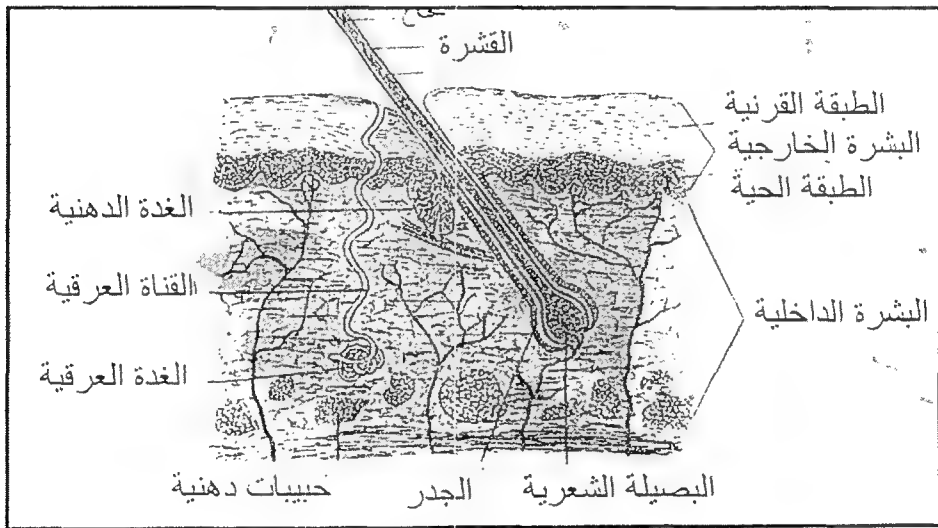 القشرة
الطبقة القرنية
البشرة الخارجية
الطبقة الحية
الغدة الدهنية
القناة العرقية
البشرة الداخلية
الغدة العرقية
البصيلة الشعرية
الجدر
حبيبات دهنية